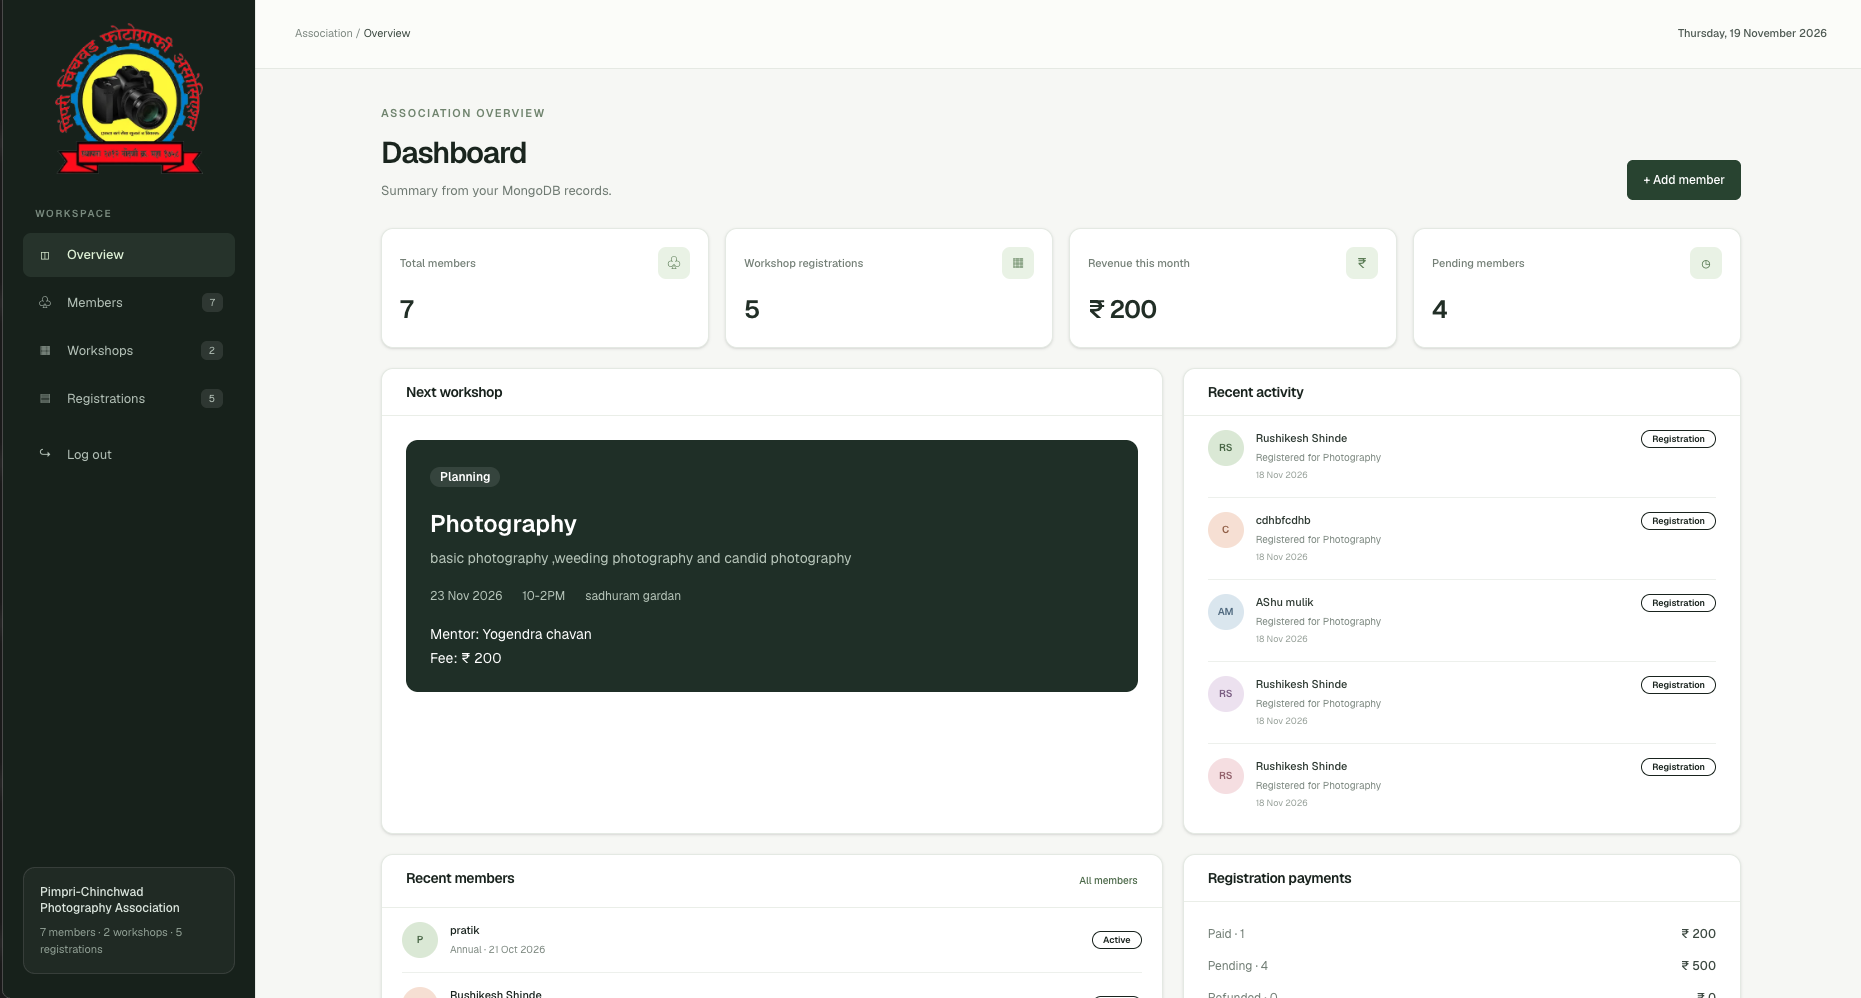 पिंपरी चिंचवड फोटोग्राफी असोसिएशन
WORKSPACE
Overview
Members 7
Workshops 2
Registrations 5
Log out
Pimpri-Chinchwad
Photography Association
7 members · 2 workshops · 5
registrations
Association / Overview
Thursday, 19 November 2026
ASSOCIATION OVERVIEW
Dashboard
Summary from your MongoDB records.
+ Add member
Total members
7
Workshop registrations
5
Revenue this month
₹
₹ 200
Pending members
4
Next workshop
Planning
Photography
basic photography ,weeding photography and candid photography
23 Nov 2026 10-2PM sadhuram gardan
Mentor: Yogendra chavan
Fee: ₹ 200
Recent activity
RS Rushikesh Shinde Registration
Registered for Photography
18 Nov 2026
C cdhbfcdhb Registration
Registered for Photography
18 Nov 2026
AM AShu mulik Registration
Registered for Photography
18 Nov 2026
RS Rushikesh Shinde Registration
Registered for Photography
18 Nov 2026
RS Rushikesh Shinde Registration
Registered for Photography
18 Nov 2026
Recent members
All members
P pratik Active
Annual · 21 Oct 2026
Rushikesh Shinde
Registration payments
Paid · 1 ₹ 200
Pending · 4 ₹ 500
Refunded · 0 ₹ 0